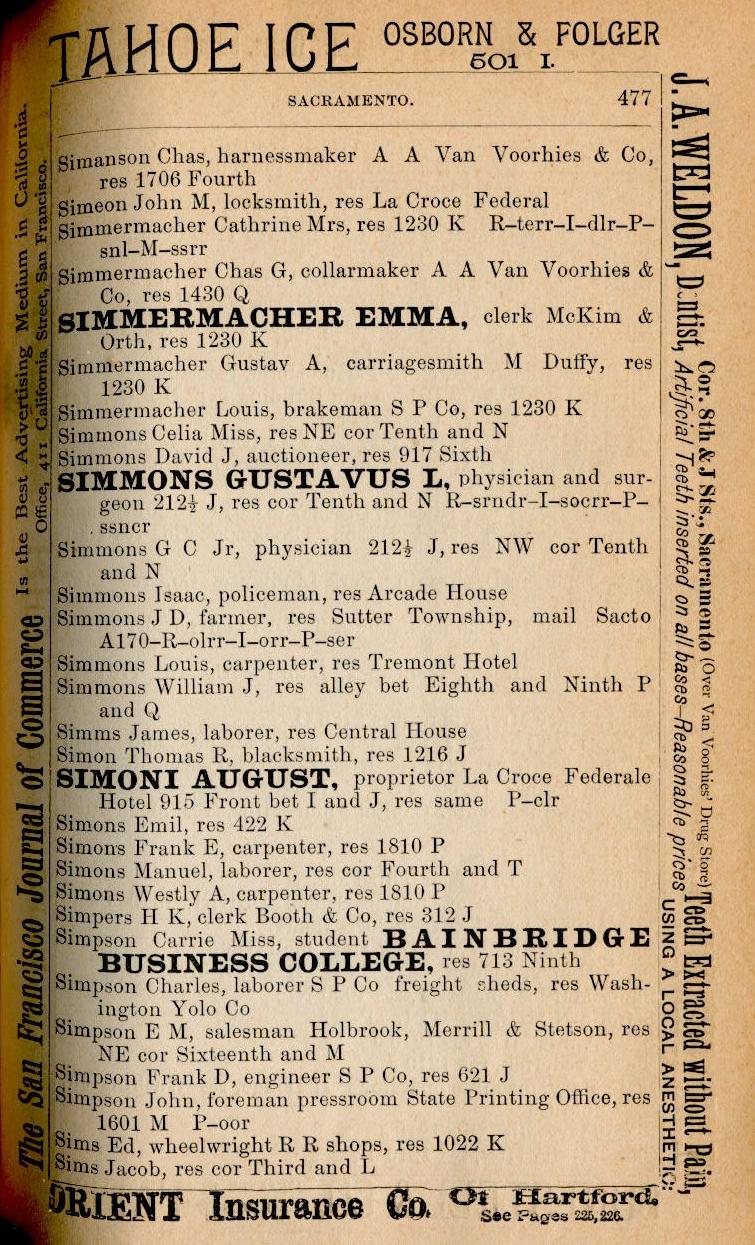 TAHOE ICE OSBORN & FOLGER
501 I.
SACRAMENTO. 477
Simanson Chas, harnessmaker A A Van Voorhies & Co,
res 1706 Fourth
Simeon John M, locksmith, res La Croce Federal
Simmermacher Cathrine Mrs, res 1230 K R–terr–I–dlr–P–
snl–M–ssrr
Simmermacher Chas G, collarmaker A A Van Voorhies &
Co, res 1430 Q
SIMMERMACHER EMMA, clerk McKim &
Orth, res 1230 K
Simmermacher Gustav A, carriagesmith M Duffy, res
1230 K
Simmermacher Louis, brakeman S P Co, res 1230 K
Simmons Celia Miss, res NE cor Tenth and N
Simmons David J, auctioneer, res 917 Sixth
SIMMONS GUSTAVUS L, physician and sur-
geon 212½ J, res cor Tenth and N R–srndr–I–socrr–P–
ssncr
Simmons G C Jr, physician 212½ J, res NW cor Tenth
and N
Simmons Isaac, policeman, res Arcade House
Simmons J D, farmer, res Sutter Township, mail Sacto
A170–R–olrr–I–orr–P–ser
Simmons Louis, carpenter, res Tremont Hotel
Simmons William J, res alley bet Eighth and Ninth P
and Q
Simms James, laborer, res Central House
Simon Thomas R, blacksmith, res 1216 J
SIMONI AUGUST, proprietor La Croce Federale
Hotel 915 Front bet I and J, res same P–clr
Simons Emil, res 422 K
Simons Frank E, carpenter, res 1810 P
Simons Manuel, laborer, res cor Fourth and T
Simons Westly A, carpenter, res 1810 P
Simpers H K, clerk Booth & Co, res 312 J
Simpson Carrie Miss, student BAINBRIDGE
BUSINESS COLLEGE, res 713 Ninth
Simpson Charles, laborer S P Co freight sheds, res Wash-
ington Yolo Co
Simpson E M, salesman Holbrook, Merrill & Stetson, res
NE cor Sixteenth and M
Simpson Frank D, engineer S P Co, res 621 J
Simpson John, foreman pressroom State Printing Office, res
1601 M P–oor
Sims Ed, wheelwright R R shops, res 1022 K
Sims Jacob, res cor Third and L
ORIENT Insurance Co. Of Hartford,
See Pages 225, 226.
The San Francisco Journal of Commerce Is the Best Advertising Medium in California.
Office, 411 California Street, San Francisco.
J. A. WELDON, Dentist, Cor. 8th & J Sts., Sacramento (Over Van Voorhies' Drug Store)
Artificial Teeth inserted on all bases–Reasonable prices
Teeth Extracted without Pain,
USING A LOCAL ANESTHETIC: